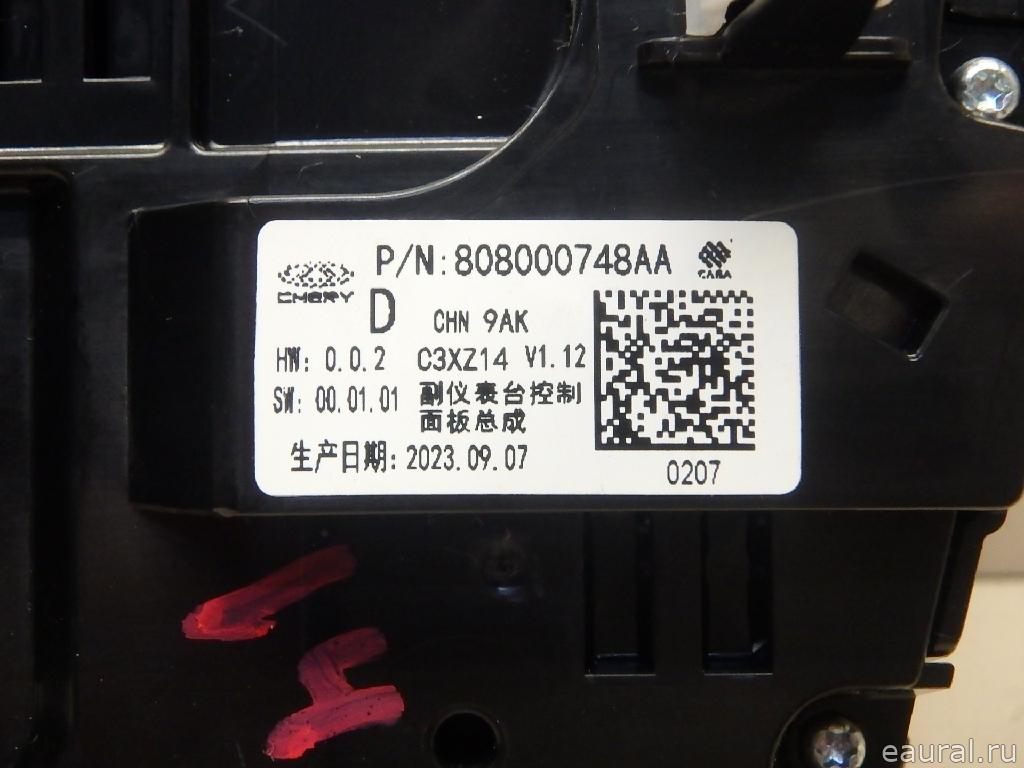 P/N:808000748AA
CHERY
D CHN 9AK
HW: 0.0.2 C3XZ14 V1.12
SW: 00.01.01 副仪表台控制
面板总成
生产日期: 2023.09.07
0207
eaural.ru